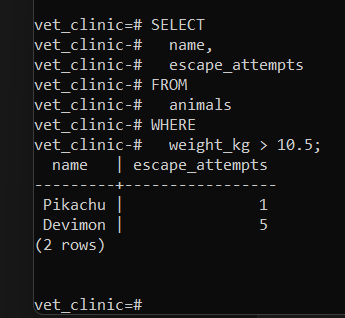 vet_clinic=# SELECT
vet_clinic-#   name,
vet_clinic-#   escape_attempts
vet_clinic-# FROM
vet_clinic-#   animals
vet_clinic-# WHERE
vet_clinic-#   weight_kg > 10.5;
  name   | escape_attempts
---------+-----------------
 Pikachu |               1
 Devimon |               5
(2 rows)
vet_clinic=#